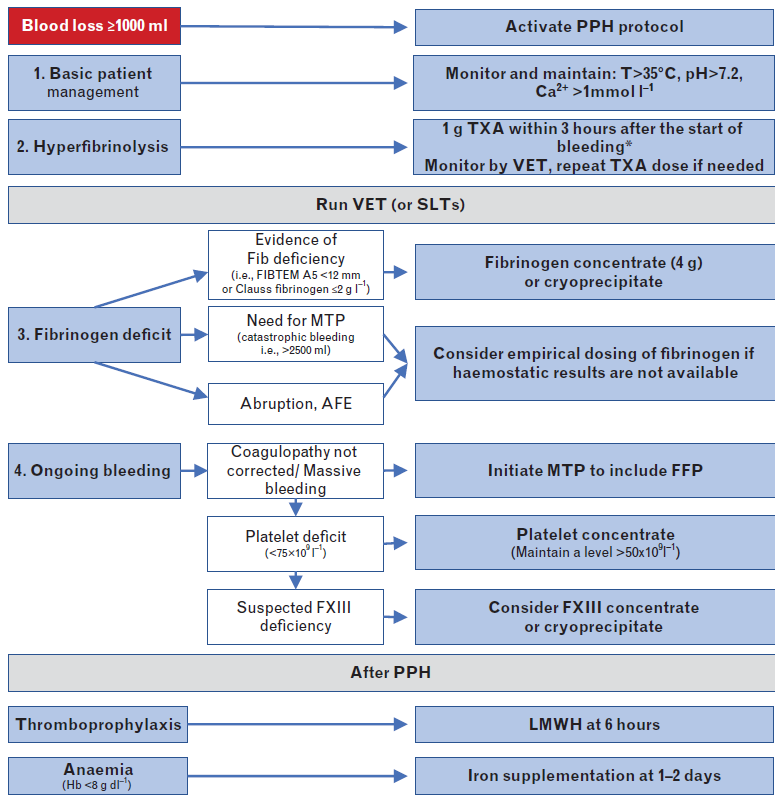 Blood loss ≥1000 ml
Activate PPH protocol
1. Basic patient
management
Monitor and maintain: T>35°C, pH>7.2,
Ca²⁺ >1mmol l⁻¹
2. Hyperfibrinolysis
1 g TXA within 3 hours after the start of
bleeding*
Monitor by VET, repeat TXA dose if needed
Run VET (or SLTs)
3. Fibrinogen deficit
Evidence of
Fib deficiency
(i.e., FIBTEM A5 <12 mm
or Clauss fibrinogen ≤2 g l⁻¹)
Fibrinogen concentrate (4 g)
or cryoprecipitate
Need for MTP
(catastrophic bleeding
i.e., >2500 ml)
Abruption, AFE
Consider empirical dosing of fibrinogen if
haemostatic results are not available
4. Ongoing bleeding
Coagulopathy not
corrected/ Massive
bleeding
Initiate MTP to include FFP
Platelet deficit
(<75×10⁹ l⁻¹)
Platelet concentrate
(Maintain a level >50x10⁹l⁻¹)
Suspected FXIII
deficiency
Consider FXIII concentrate
or cryoprecipitate
After PPH
Thromboprophylaxis
LMWH at 6 hours
Anaemia
(Hb <8 g dl⁻¹)
Iron supplementation at 1–2 days